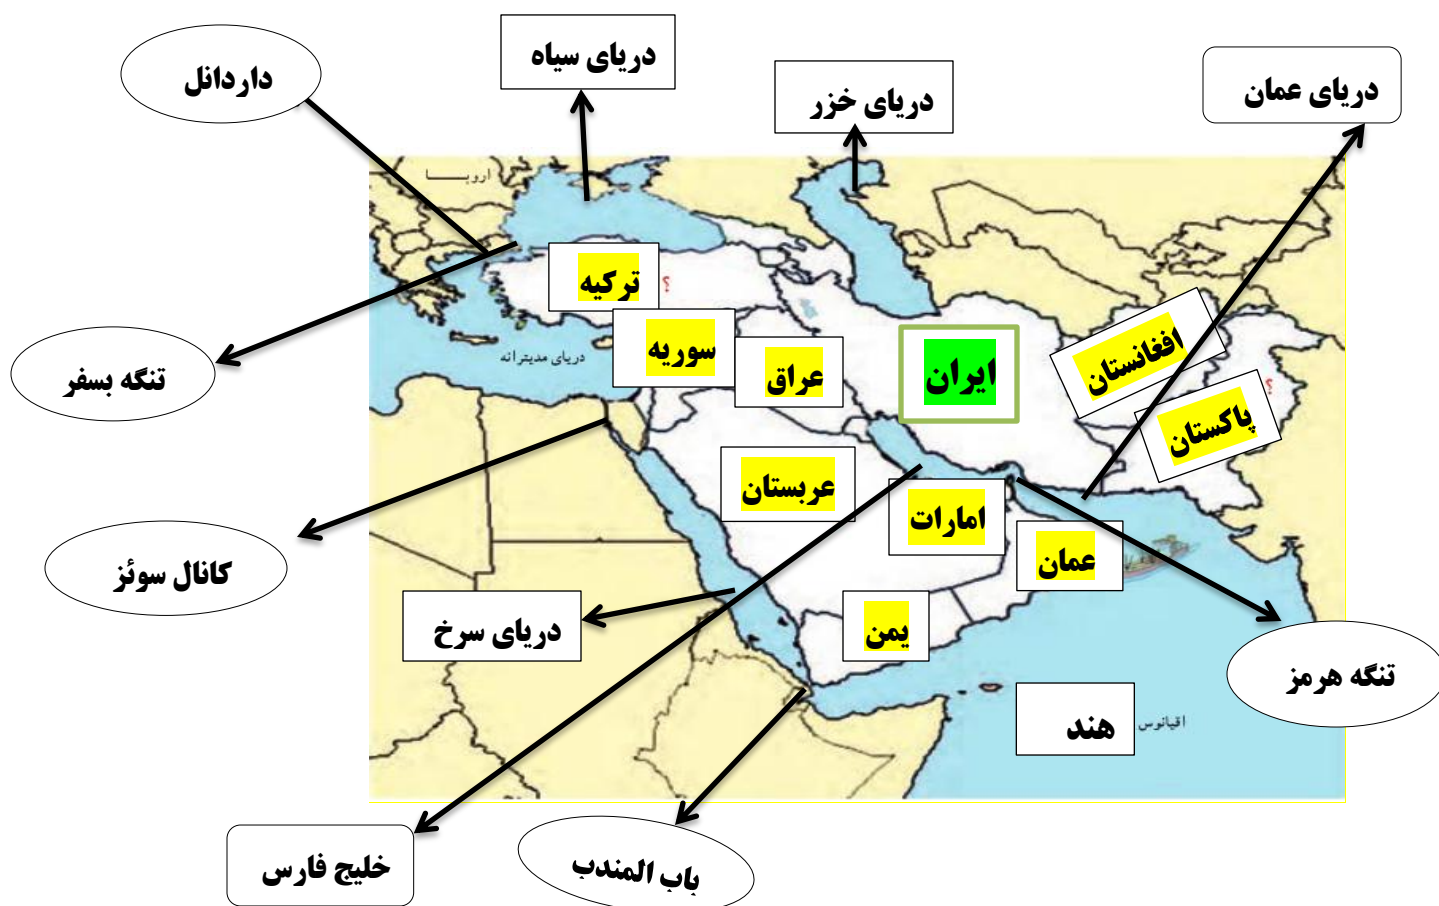 دریای سیاه
داردانل
دریای عمان
دریای خزر
اروپا
ترکیه
؟
سوریه
دریای مدیترانه
تنگه بسفر
عراق
ایران
افغانستان
؟
پاکستان
عربستان
امارات
عمان
کانال سوئز
دریای سرخ
یمن
تنگه هرمز
اقیانوس
هند
خلیج فارس
باب المندب